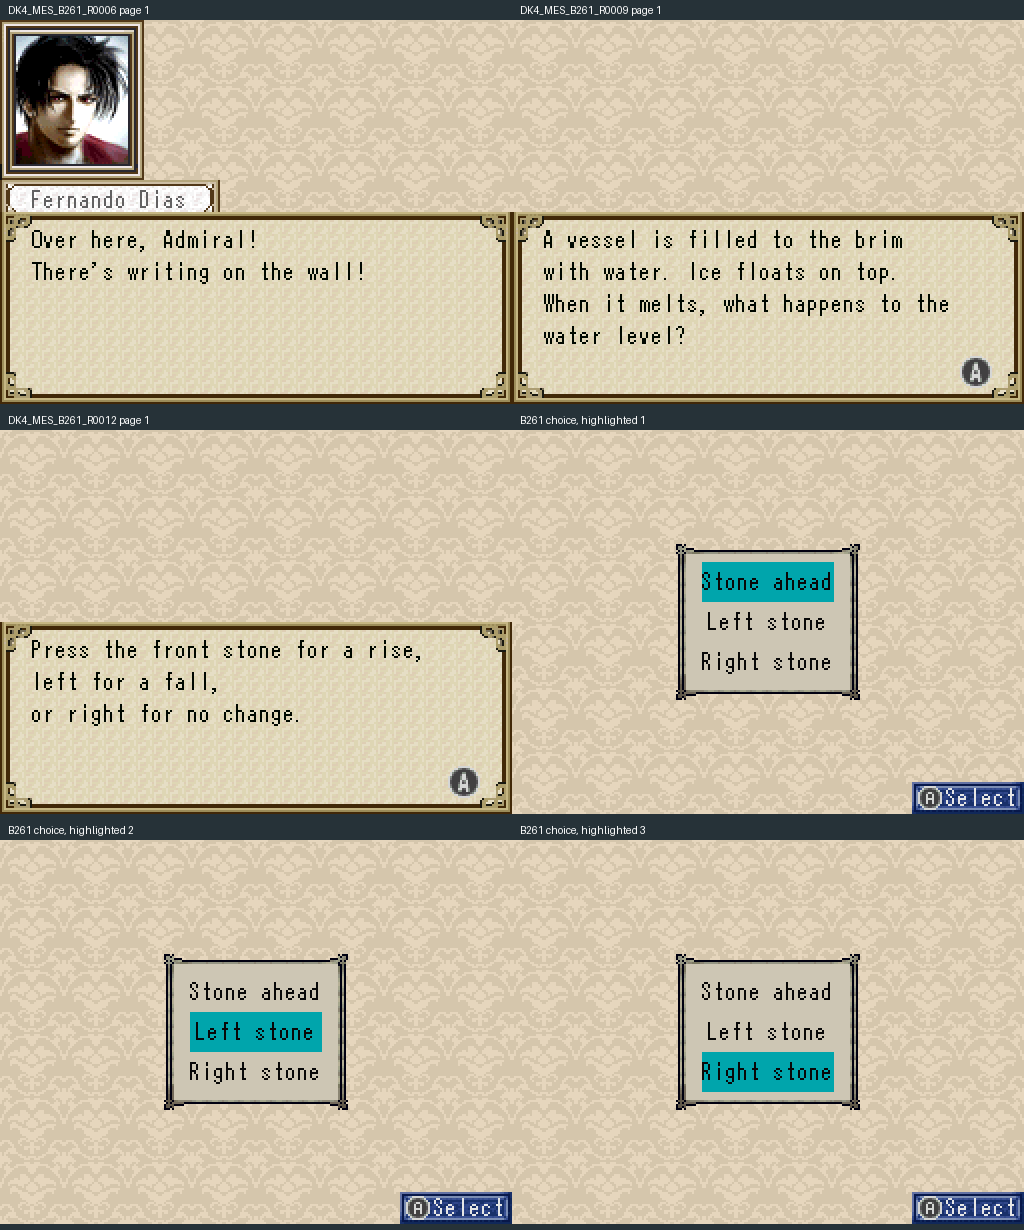 DK4_MES_B261_R0006 page 1
Fernando Dias
Over here, Admiral!
There's writing on the wall!
DK4_MES_B261_R0009 page 1
A vessel is filled to the brim
with water. Ice floats on top.
When it melts, what happens to the
water level?
A
DK4_MES_B261_R0012 page 1
Press the front stone for a rise,
left for a fall,
or right for no change.
A
B261 choice, highlighted 1
Stone ahead
Left stone
Right stone
A Select
B261 choice, highlighted 2
Stone ahead
Left stone
Right stone
A Select
B261 choice, highlighted 3
Stone ahead
Left stone
Right stone
A Select